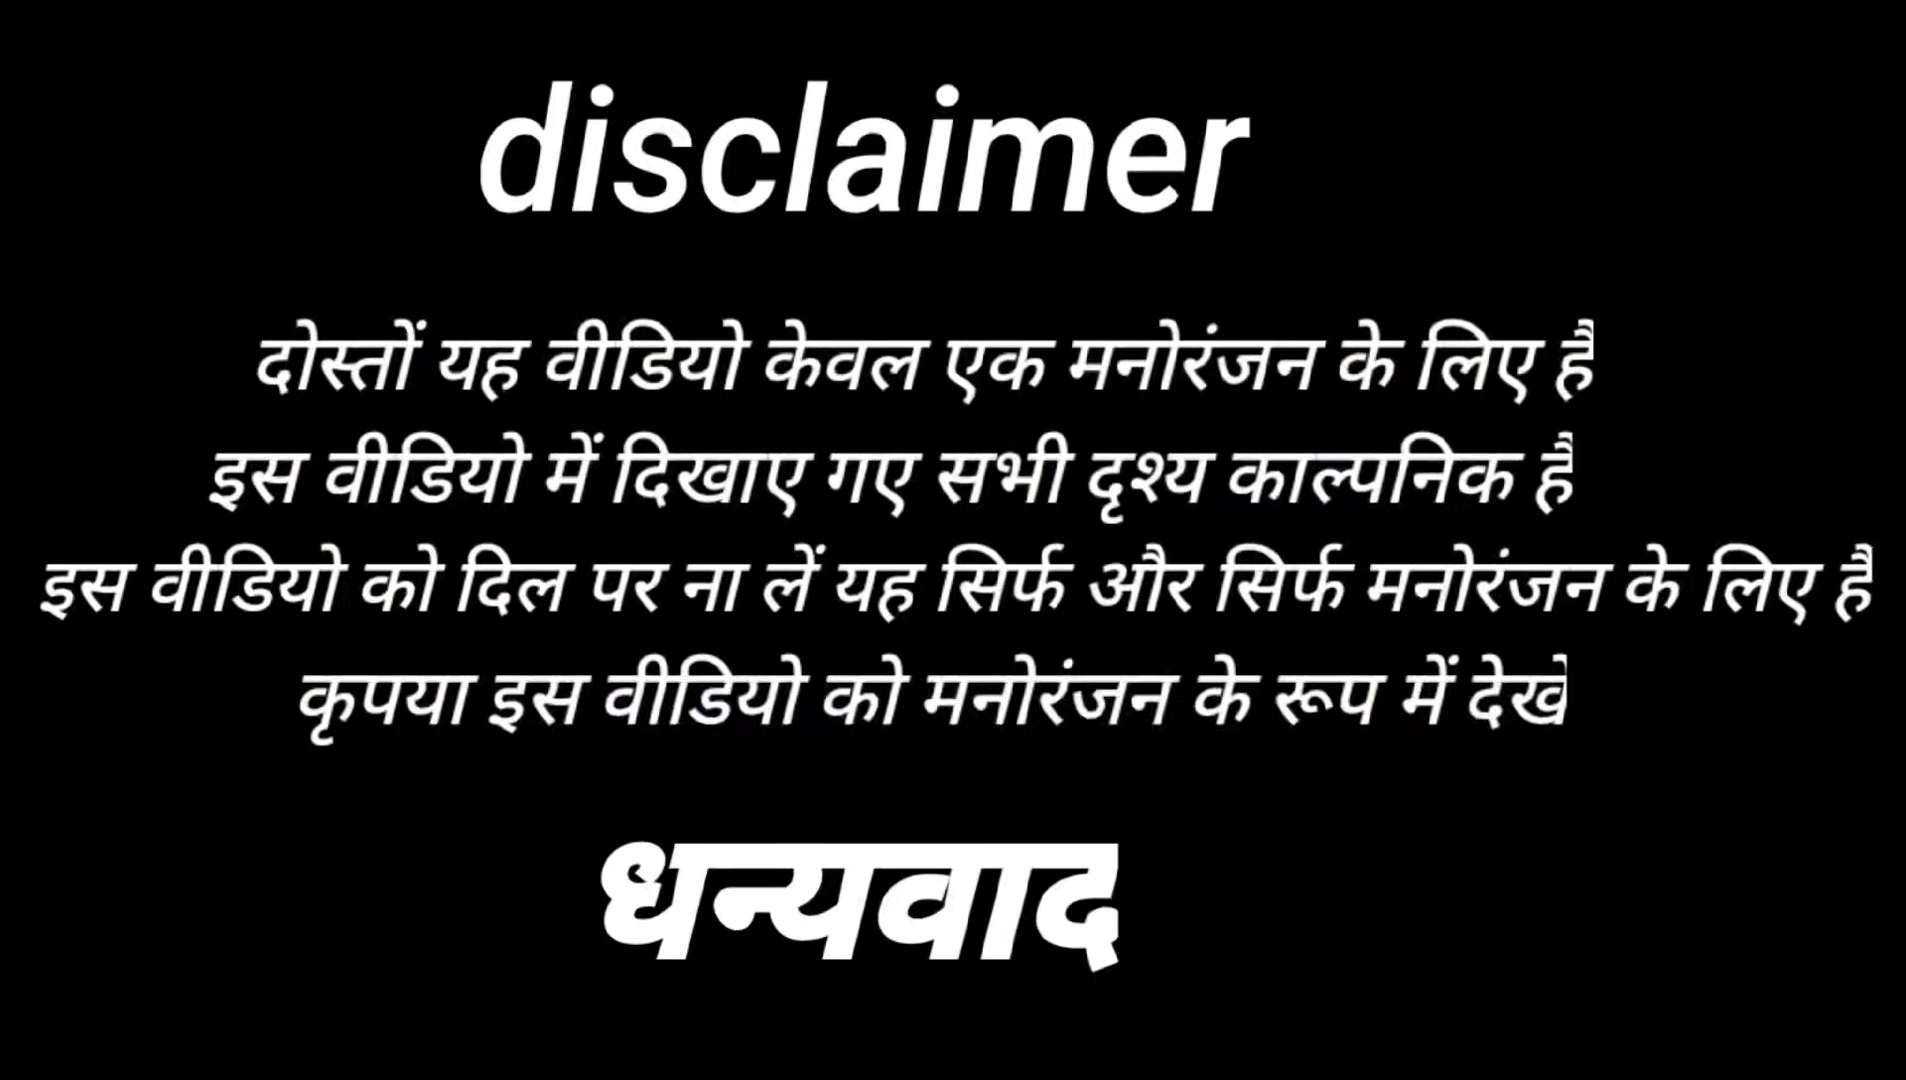 disclaimer
दोस्तों यह वीडियो केवल एक मनोरंजन के लिए है
इस वीडियो में दिखाए गए सभी दृश्य काल्पनिक है
इस वीडियो को दिल पर ना लें यह सिर्फ और सिर्फ मनोरंजन के लिए है
कृपया इस वीडियो को मनोरंजन के रूप में देखे
धन्यवाद